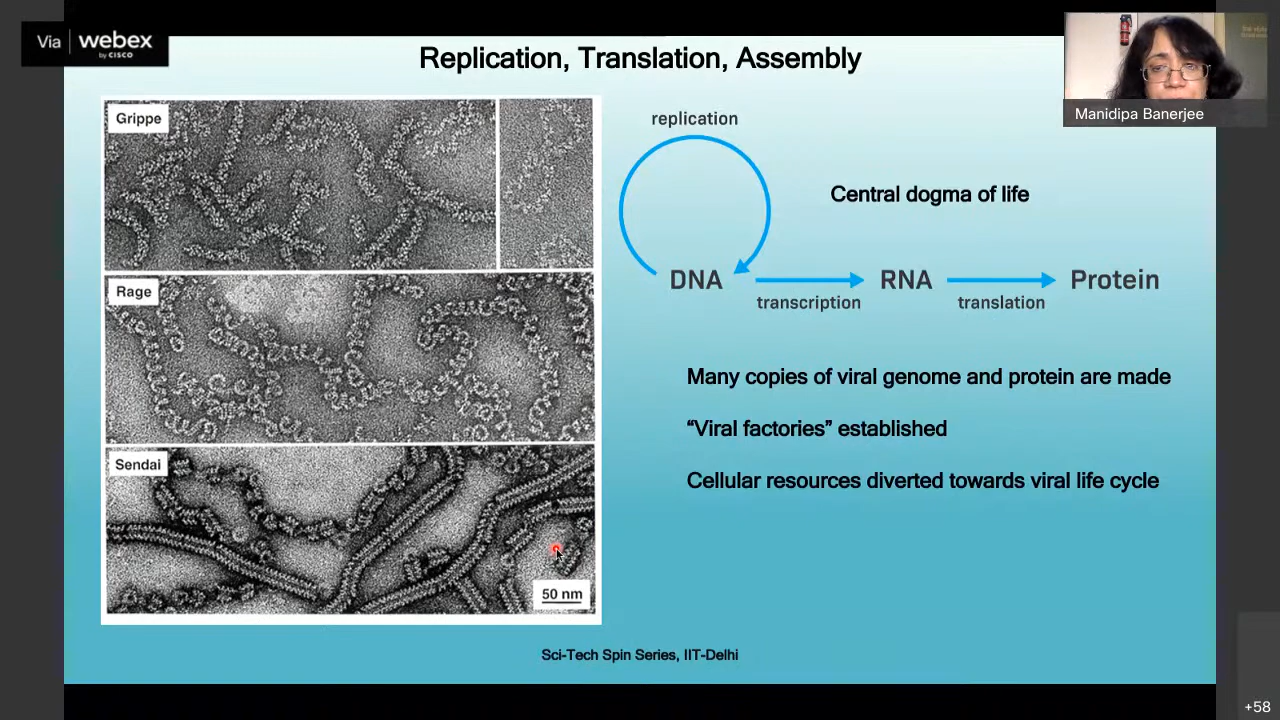 Via webex
by CISCO
Replication, Translation, Assembly
Manidipa Banerjee
Grippe
Rage
Sendai
50 nm
replication
Central dogma of life
DNA
RNA
Protein
transcription
translation
Many copies of viral genome and protein are made
“Viral factories” established
Cellular resources diverted towards viral life cycle
Sci-Tech Spin Series, IIT-Delhi
+58